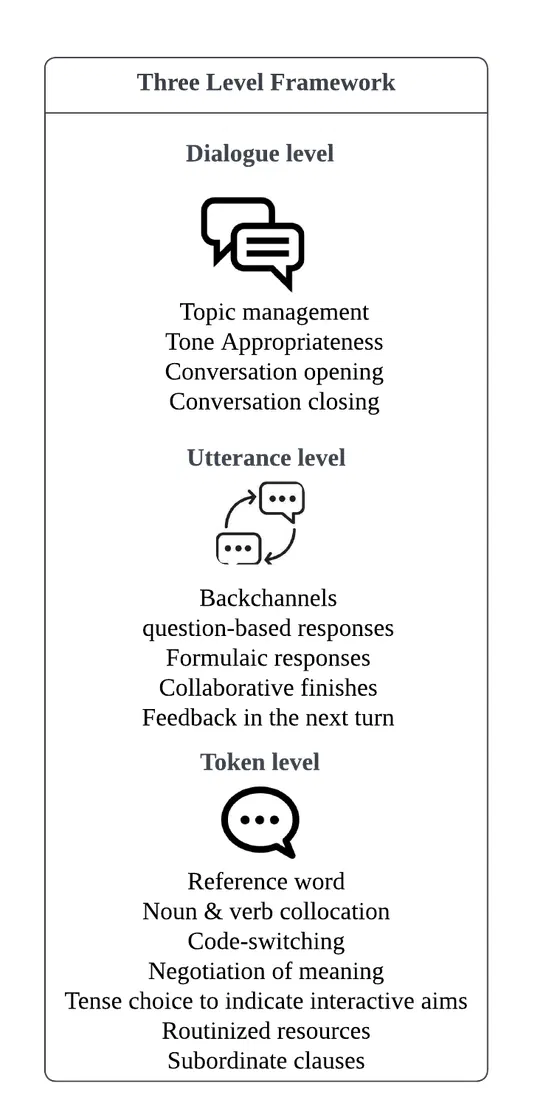 Three Level Framework
Dialogue level
Topic management
Tone Appropriateness
Conversation opening
Conversation closing
Utterance level
Backchannels
question-based responses
Formulaic responses
Collaborative finishes
Feedback in the next turn
Token level
Reference word
Noun & verb collocation
Code-switching
Negotiation of meaning
Tense choice to indicate interactive aims
Routinized resources
Subordinate clauses